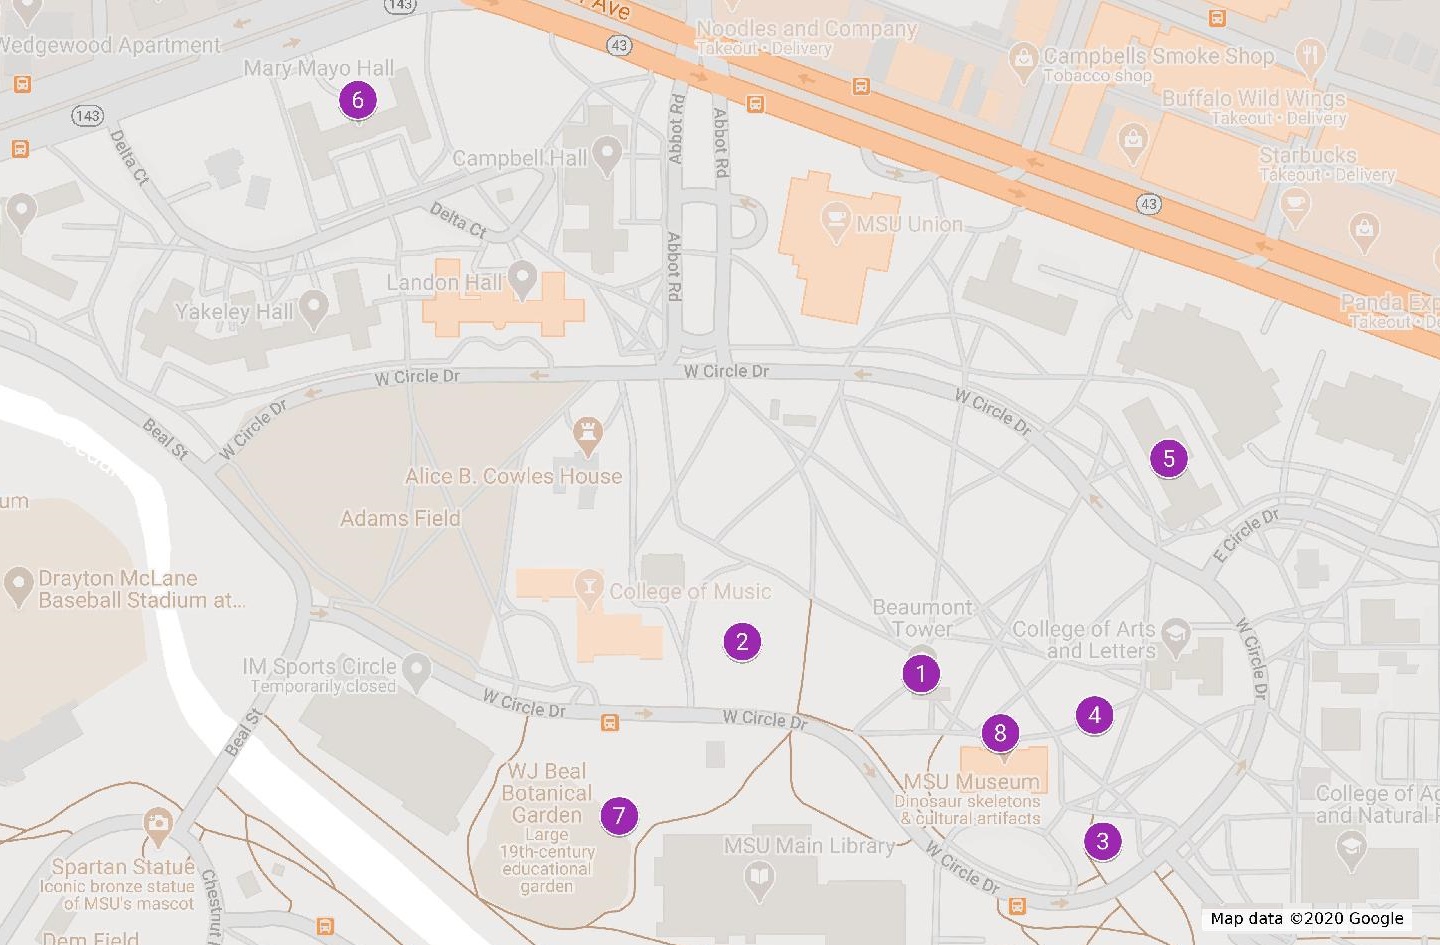 143
Ave
43
Noodles and Company
Takeout • Delivery
Campbells Smoke Shop
Tobacco shop
Wedgewood Apartment
Mary Mayo Hall
6
143
Abbot Rd
Abbot Rd
Buffalo Wild Wings
Takeout • Delivery
Delta Ct
Campbell Hall
Starbucks
Takeout • Delivery
43
Delta Ct
MSU Union
Abbot Rd
Landon Hall
Yakeley Hall
Panda Exp
Takeout • De
W Circle Dr
W Circle Dr
W Circle Dr
W Circle Dr
Beal St
5
Alice B. Cowles House
Adams Field
E Circle Dr
Drayton McLane
Baseball Stadium at...
College of Music
Beaumont
Tower
College of Arts
and Letters
2
1
W Circle Dr
IM Sports Circle
Temporarily closed
W Circle Dr
W Circle Dr
4
8
Beal St
WJ Beal
Botanical
Garden
Large
19th-century
educational
garden
7
MSU Museum
Dinosaur skeletons
& cultural artifacts
College of Ag
and Natural R
MSU Main Library
3
W Circle Dr
Spartan Statue
Iconic bronze statue
of MSU's mascot
Chestnut
Dem Field
Map data ©2020 Google